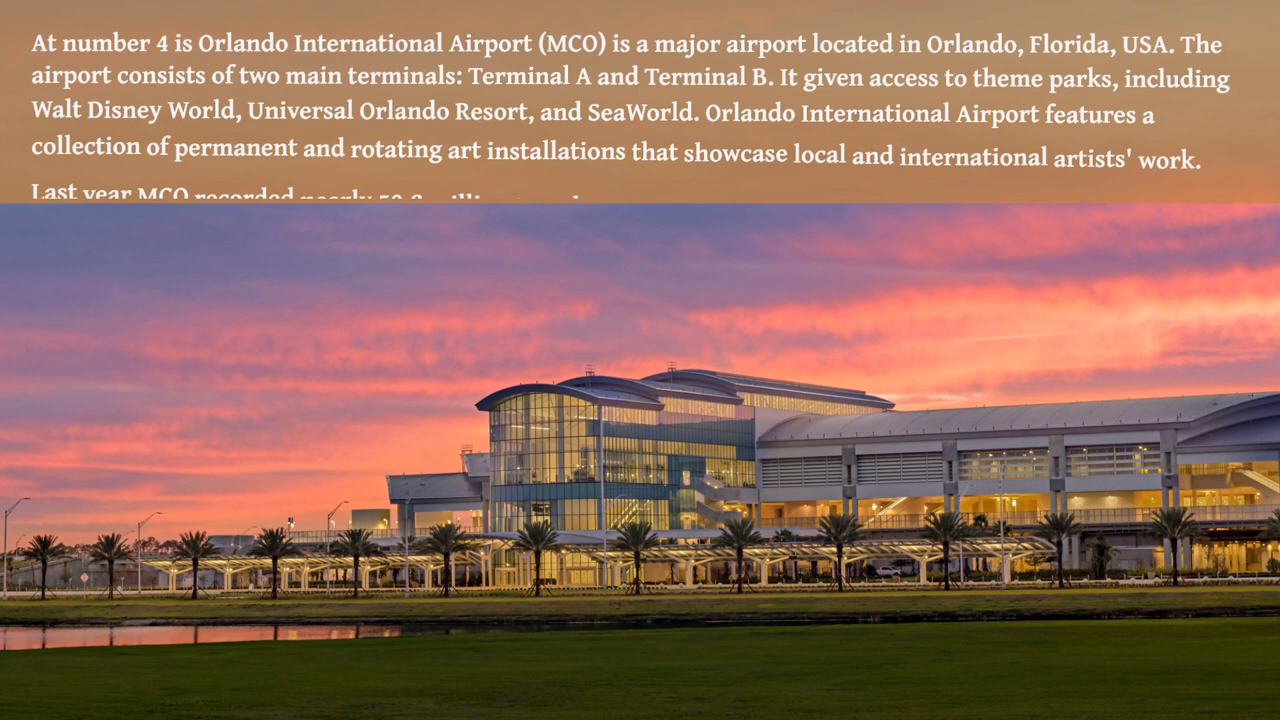 At number 4 is Orlando International Airport (MCO) is a major airport located in Orlando, Florida, USA. The
airport consists of two main terminals: Terminal A and Terminal B. It given access to theme parks, including
Walt Disney World, Universal Orlando Resort, and SeaWorld. Orlando International Airport features a
collection of permanent and rotating art installations that showcase local and international artists' work.
Last year MCO recorded nearly